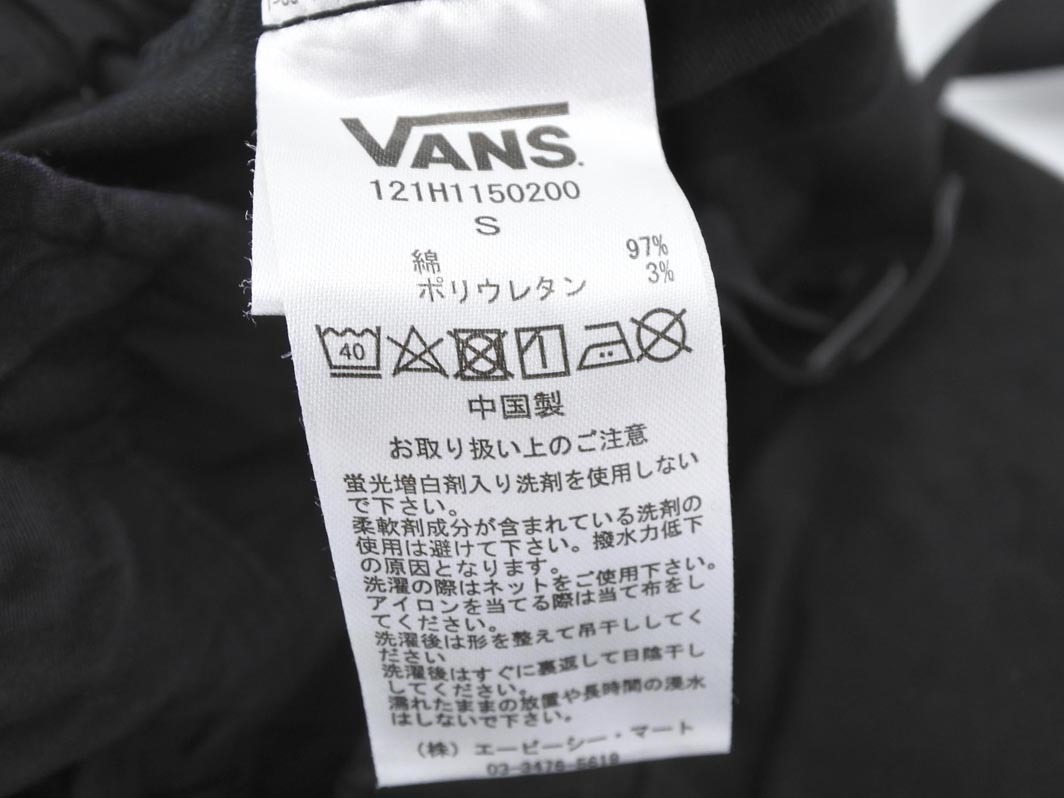 VANS
121H1150200
S
綿 97%
ポリウレタン 3%
40
中国製
お取り扱い上のご注意
蛍光増白剤入り洗剤を使用しない
で下さい。
柔軟剤成分が含まれている洗剤の
使用は避けて下さい。撥水力低下
の原因となります。
洗濯の際はネットをご使用下さい。
アイロンを当てる際は当て布をし
てください。
洗濯後は形を整えて吊干ししてく
ださい
洗濯後はすぐに裏返して日陰干し
してください。
濡れたままの放置や長時間の浸水
はしないで下さい。
（株）エービーシー・マート
03-3476-5619